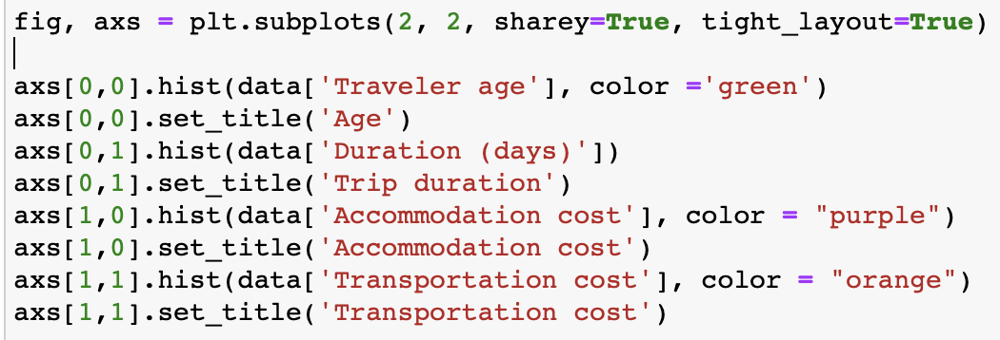 fig, axs = plt.subplots(2, 2, sharey=True, tight_layout=True)
axs[0,0].hist(data['Traveler age'], color ='green')
axs[0,0].set_title('Age')
axs[0,1].hist(data['Duration (days)'])
axs[0,1].set_title('Trip duration')
axs[1,0].hist(data['Accommodation cost'], color = "purple")
axs[1,0].set_title('Accommodation cost')
axs[1,1].hist(data['Transportation cost'], color = "orange")
axs[1,1].set_title('Transportation cost')